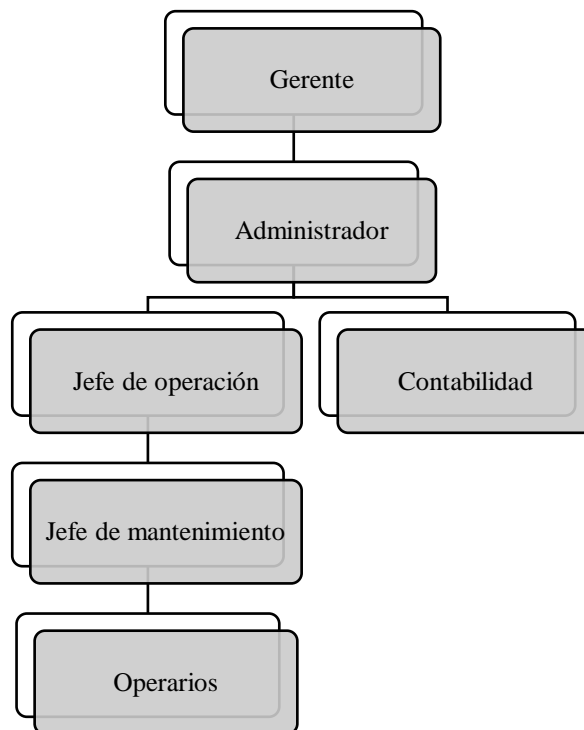 Gerente
Administrador
Jefe de operación
Contabilidad
Jefe de mantenimiento
Operarios